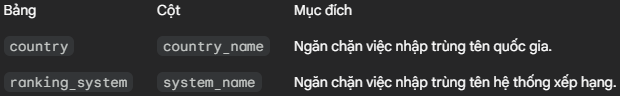 Bảng Cột Mục đích
country country_name Ngăn chặn việc nhập trùng tên quốc gia.
ranking_system system_name Ngăn chặn việc nhập trùng tên hệ thống xếp hạng.